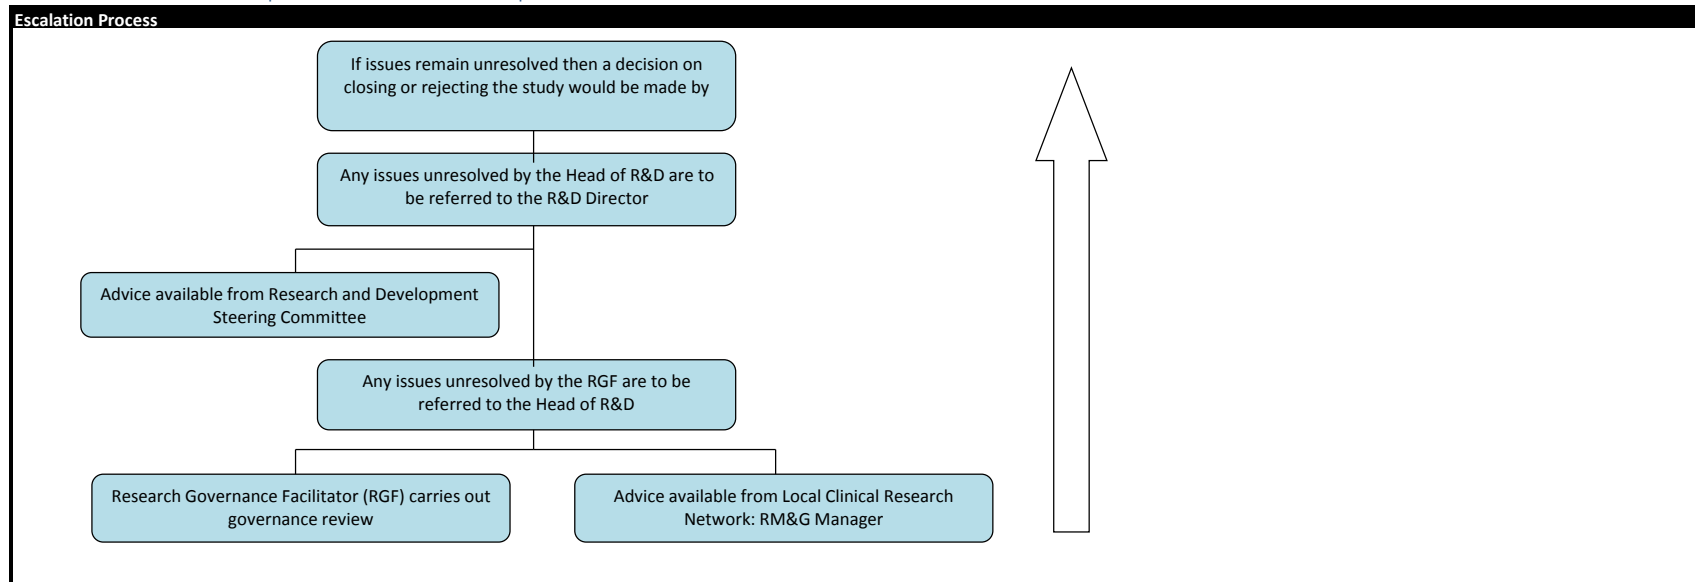 Escalation Process
If issues remain unresolved then a decision on
closing or rejecting the study would be made by
Any issues unresolved by the Head of R&D are to
be referred to the R&D Director
Advice available from Research and Development
Steering Committee
Any issues unresolved by the RGF are to be
referred to the Head of R&D
Research Governance Facilitator (RGF) carries out
governance review
Advice available from Local Clinical Research
Network: RM&G Manager